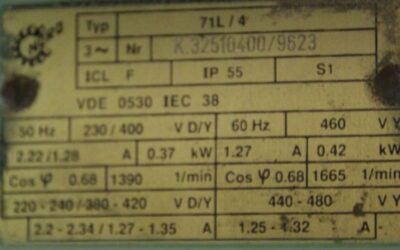 Typ 71L/4
3~ Nr K.32510400/9623
ICL F IP 55 S1
VDE 0530 IEC 38
50 Hz 230/400 V D/Y 60 Hz 460 V Y
2.22/1.28 A 0.37 kW 1.27 A 0.42 kW
Cos φ 0.68 1390 1/min Cos φ 0.68 1665 1/min
220-240/380-420 V D/Y 440-480 V Y
2.2-2.34/1.27-1.35 A 1.25-1.32 A